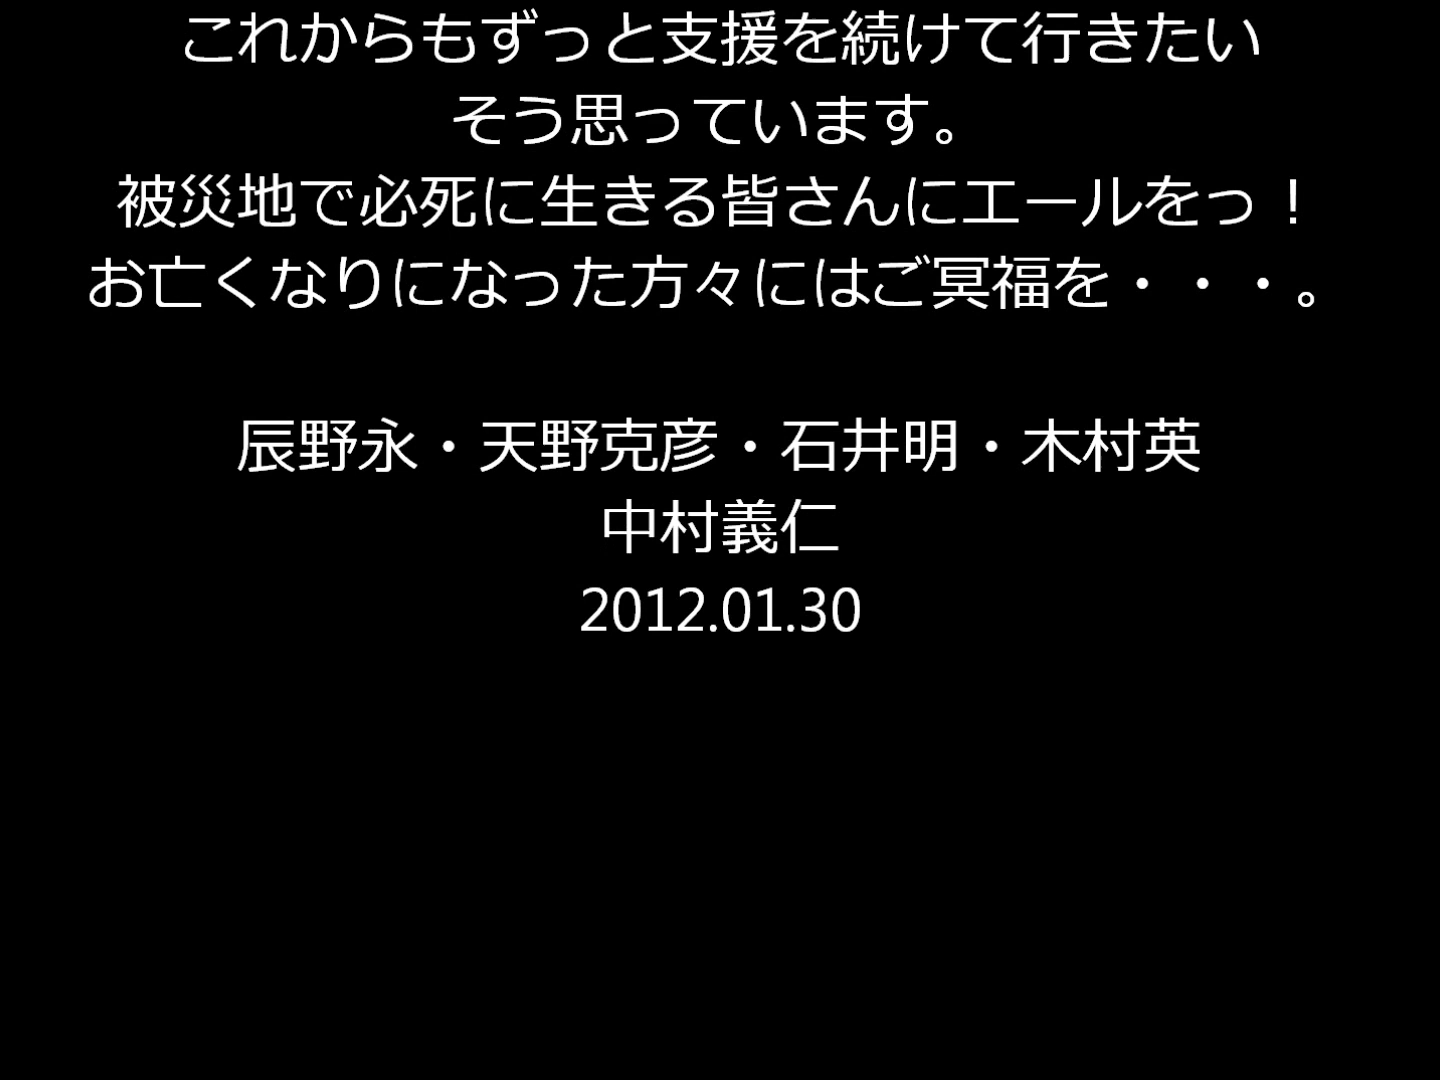 これからもずっと支援を続けて行きたい
そう思っています。
被災地で必死に生きる皆さんにエールをっ！
お亡くなりになった方々にはご冥福を・・・。
辰野永・天野克彦・石井明・木村英
中村義仁
2012.01.30